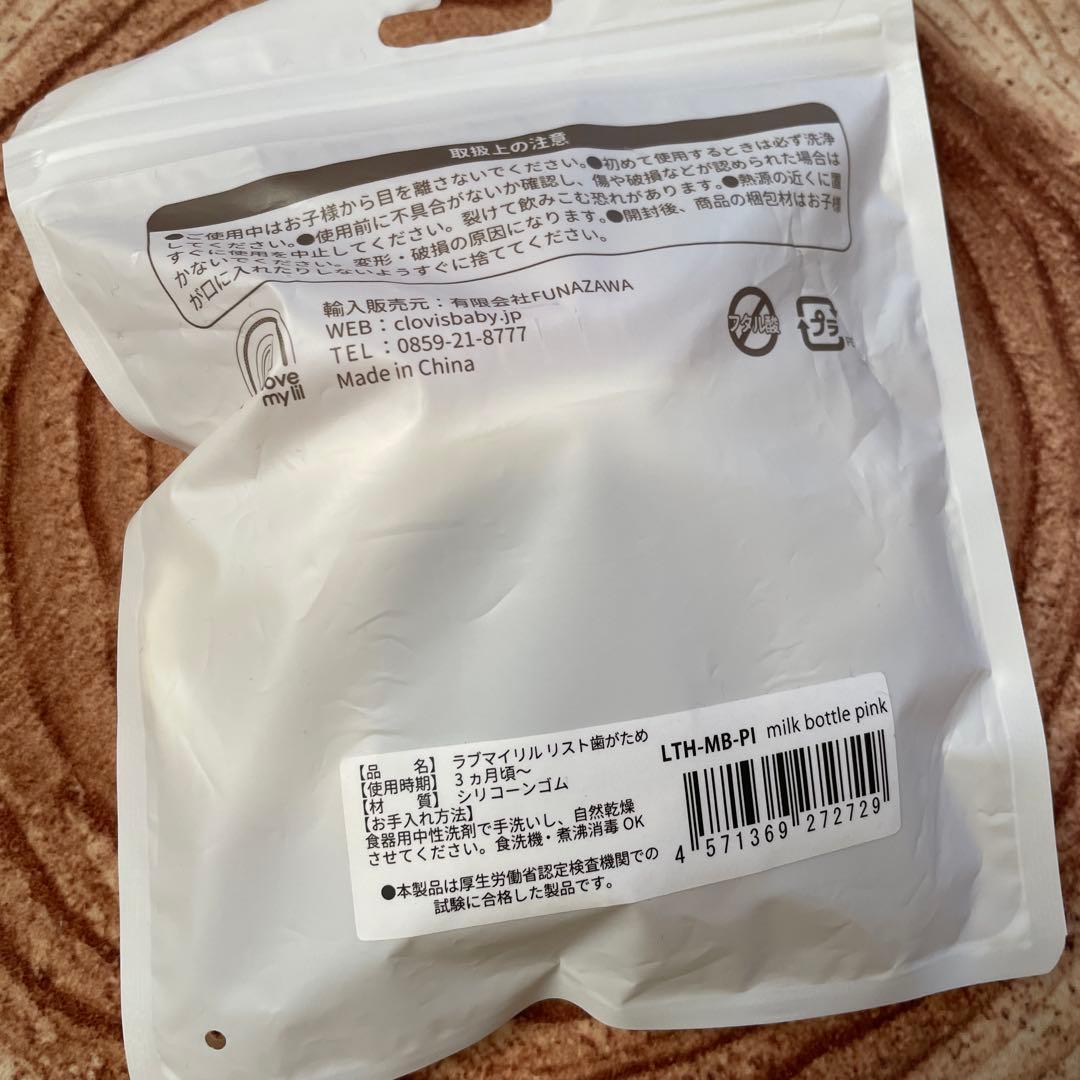 取扱上の注意
●ご使用中はお子様から目を離さないでください。●初めて使用するときは必ず洗浄
してください。●使用前に不具合がないか確認し、傷や破損などが認められた場合は
すぐに使用を中止してください。裂けて飲みこむ恐れがあります。●熱源の近くに置
かないでください、変形・破損の原因になります。●開封後、商品の梱包材はお子様
が口に入れたりしないようすぐに捨ててください。
輸入販売元：有限会社FUNAZAWA
WEB：clovisbaby.jp
TEL：0859-21-8777
Made in China
love
my lil
フタル酸
プラ
PE
【品　名】 ラブマイリル リスト歯がため
【使用時期】 3ヵ月頃～
【材　質】 シリコーンゴム
【お手入れ方法】
食器用中性洗剤で手洗いし、自然乾燥
させてください。食洗機・煮沸消毒 OK
●本製品は厚生労働省認定検査機関での
試験に合格した製品です。
LTH-MB-PI milk bottle pink
4 571369 272729